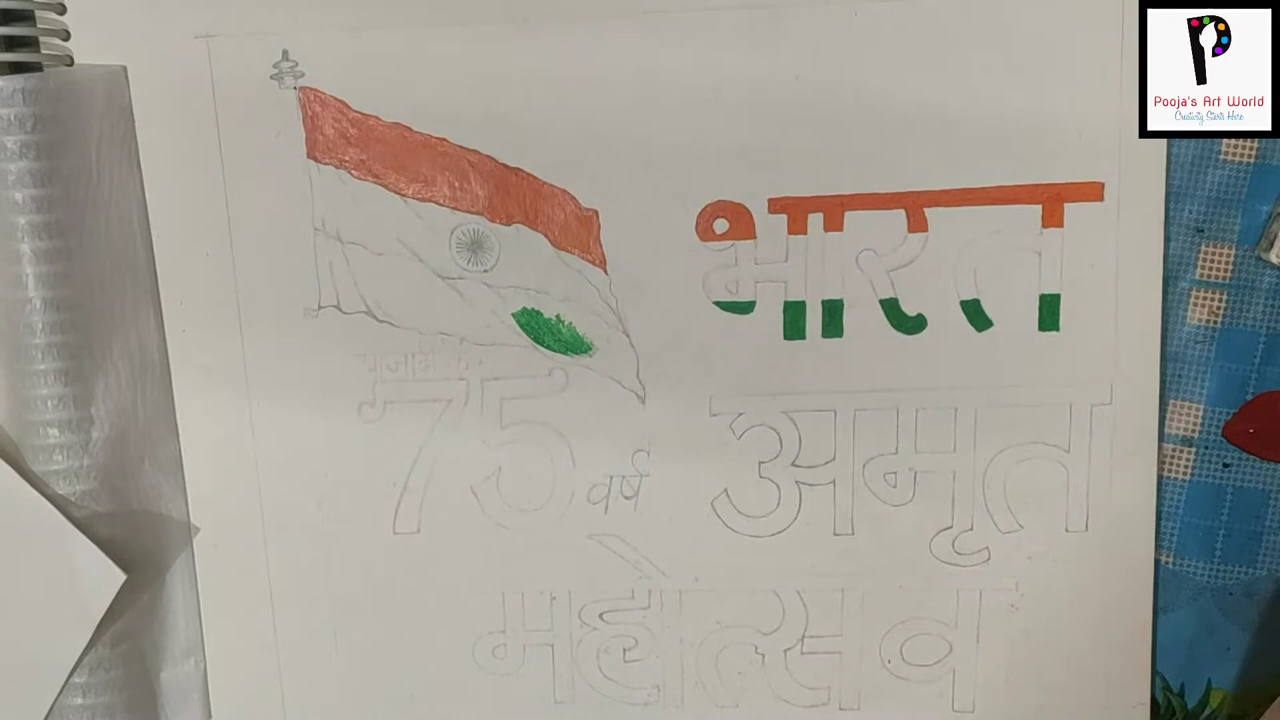 Pooja's Art World
Creativity Starts Here
भारत
75 वर्ष
अमृत
महोत्सव